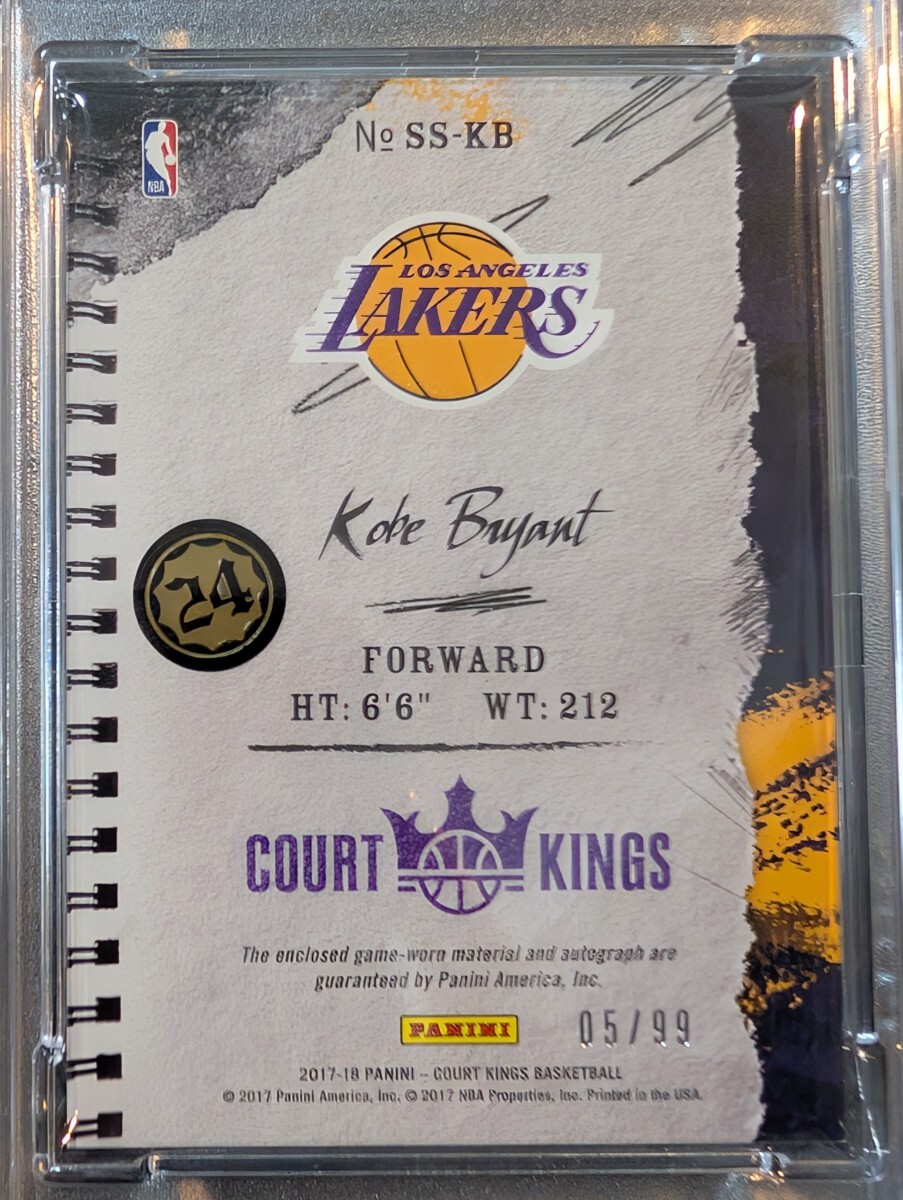 NBA
No SS-KB
LOS ANGELES
LAKERS
Kobe Bryant
24
FORWARD
HT: 6'6" WT: 212
COURT KINGS
The enclosed game-worn material and autograph are
guaranteed by Panini America, Inc.
PANINI
05/99
2017-18 PANINI – COURT KINGS BASKETBALL
© 2017 Panini America, Inc. © 2017 NBA Properties, Inc. Printed in the USA.